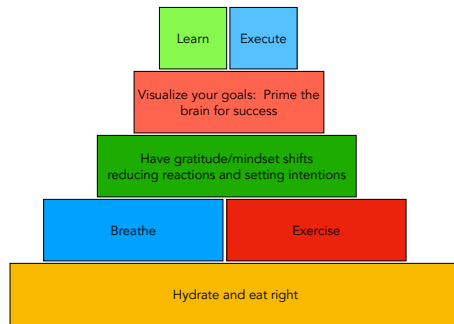 Learn
Execute
Visualize your goals: Prime the
brain for success
Have gratitude/mindset shifts
reducing reactions and setting intentions
Breathe
Exercise
Hydrate and eat right